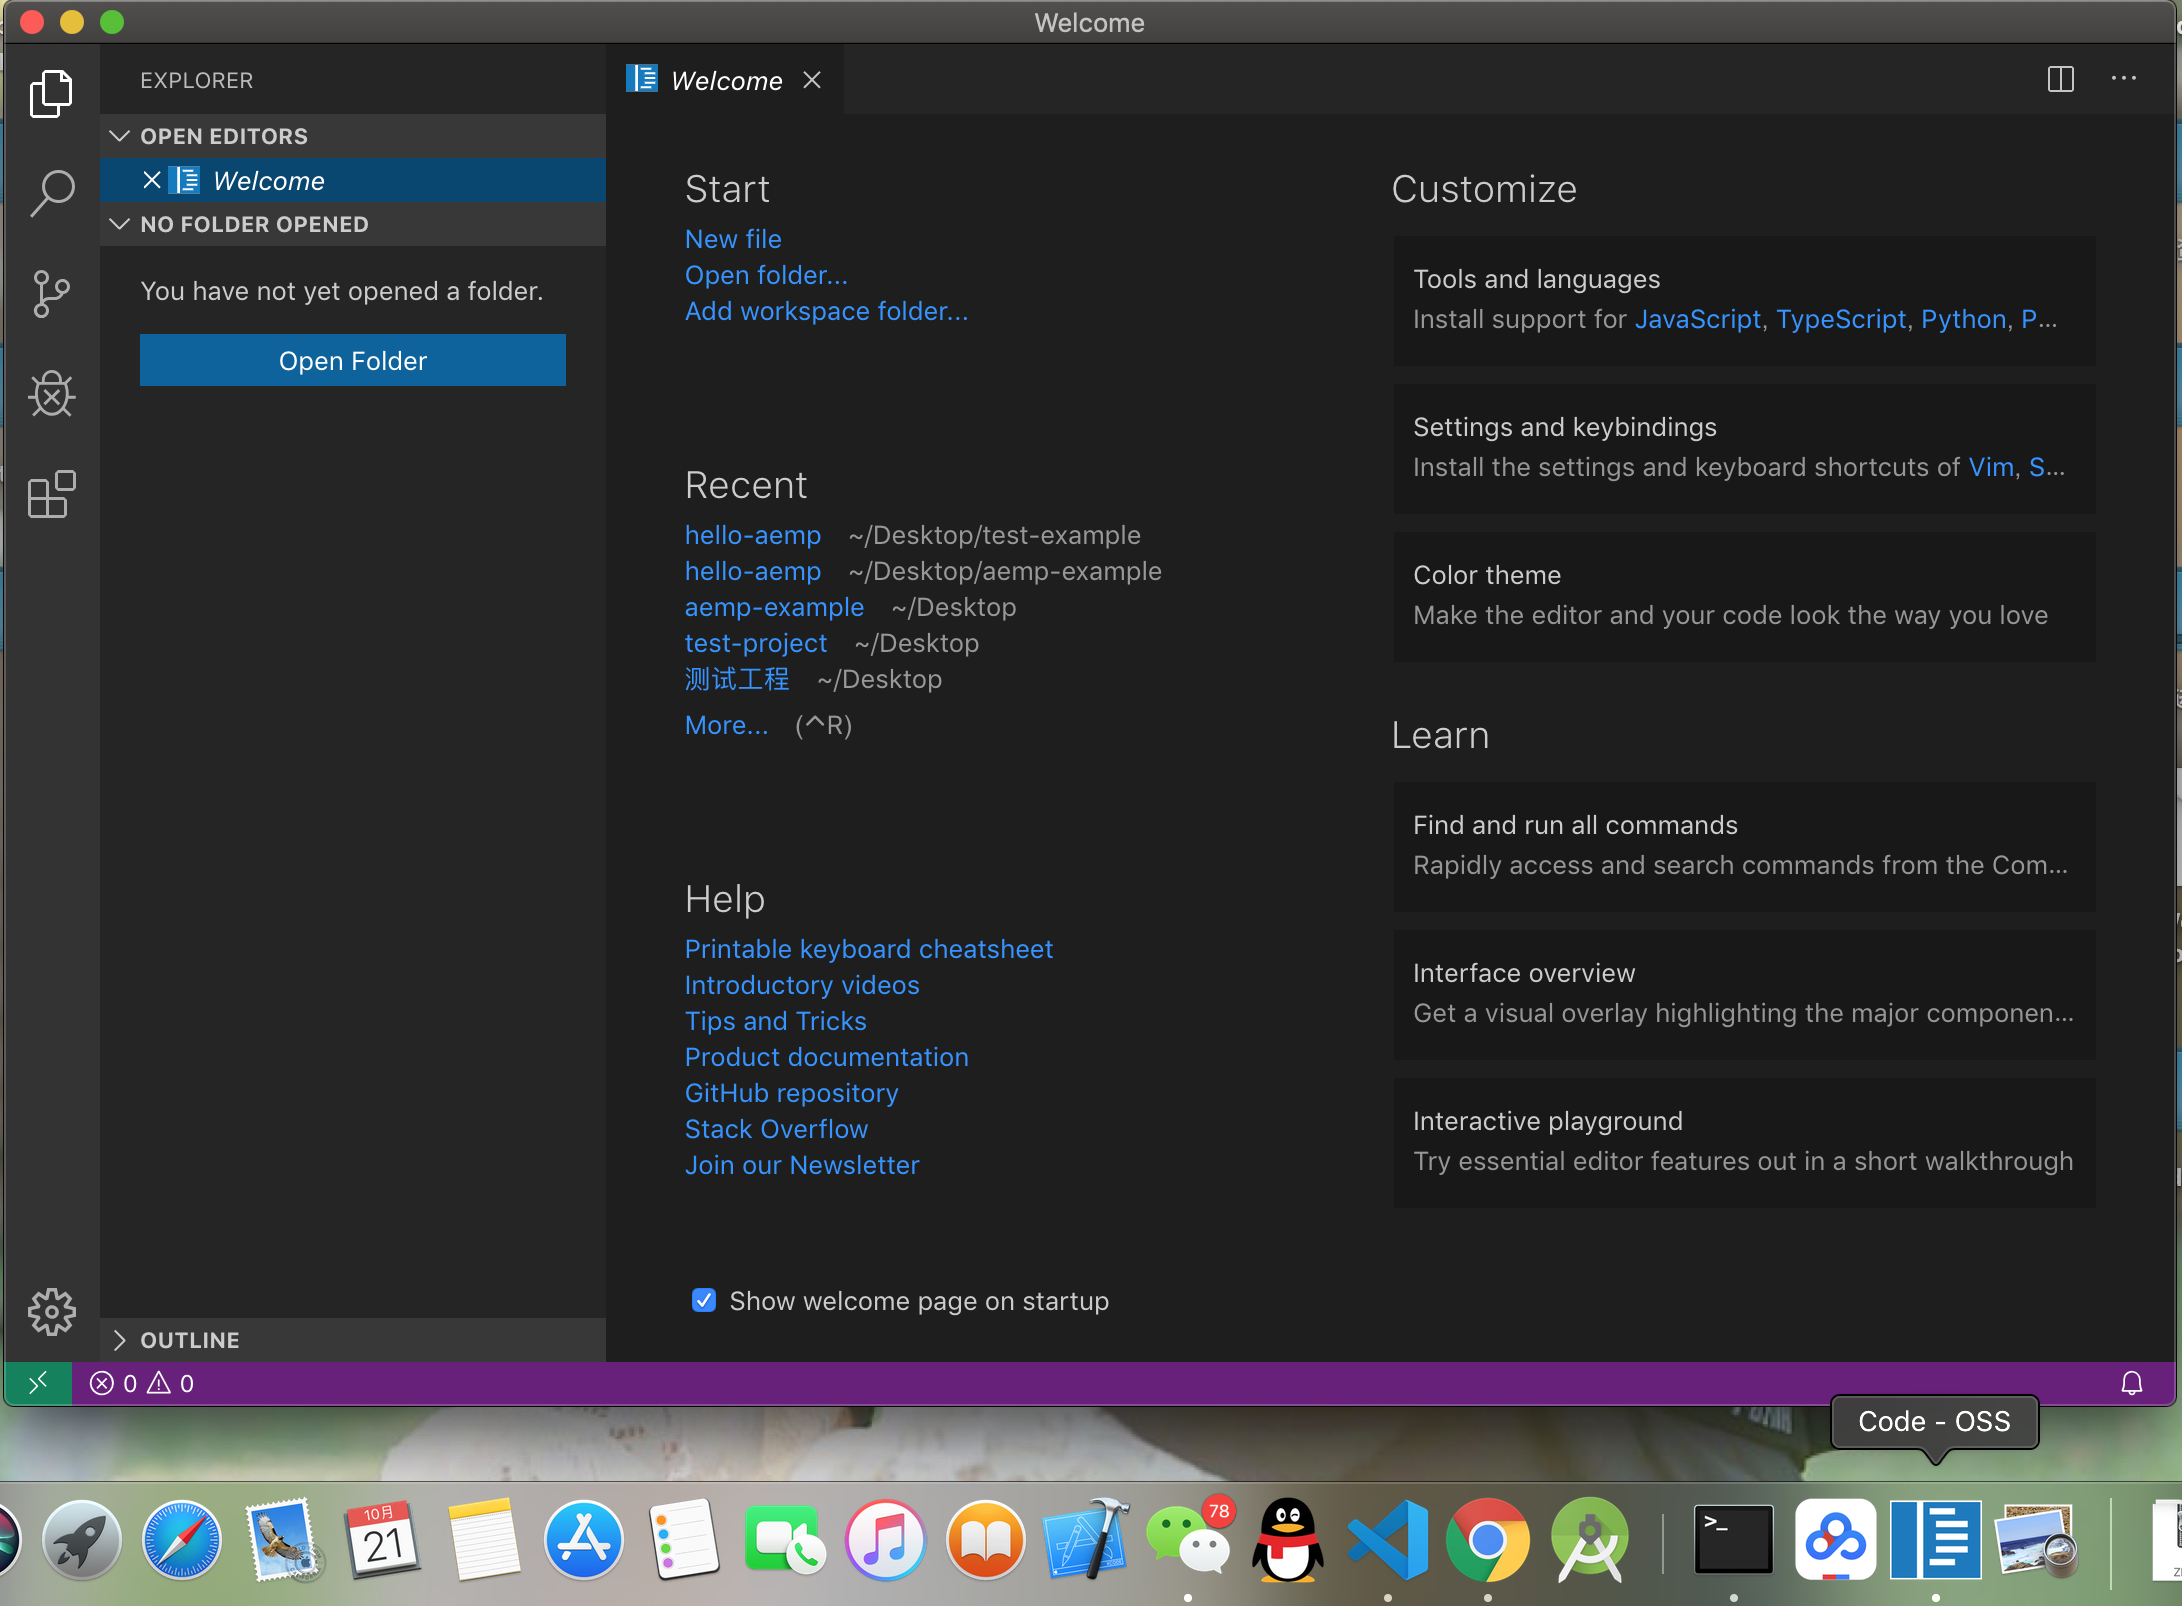 Welcome
EXPLORER
OPEN EDITORS
Welcome
NO FOLDER OPENED
You have not yet opened a folder.
Open Folder
OUTLINE
Welcome
Start
New file
Open folder...
Add workspace folder...
Recent
hello-aemp ~/Desktop/test-example
hello-aemp ~/Desktop/aemp-example
aemp-example ~/Desktop
test-project ~/Desktop
测试工程 ~/Desktop
More... (^R)
Help
Printable keyboard cheatsheet
Introductory videos
Tips and Tricks
Product documentation
GitHub repository
Stack Overflow
Join our Newsletter
Show welcome page on startup
Customize
Tools and languages
Install support for JavaScript, TypeScript, Python, P...
Settings and keybindings
Install the settings and keyboard shortcuts of Vim, S...
Color theme
Make the editor and your code look the way you love
Learn
Find and run all commands
Rapidly access and search commands from the Com...
Interface overview
Get a visual overlay highlighting the major componen...
Interactive playground
Try essential editor features out in a short walkthrough
0 0
Code - OSS
10月
21
78
>_